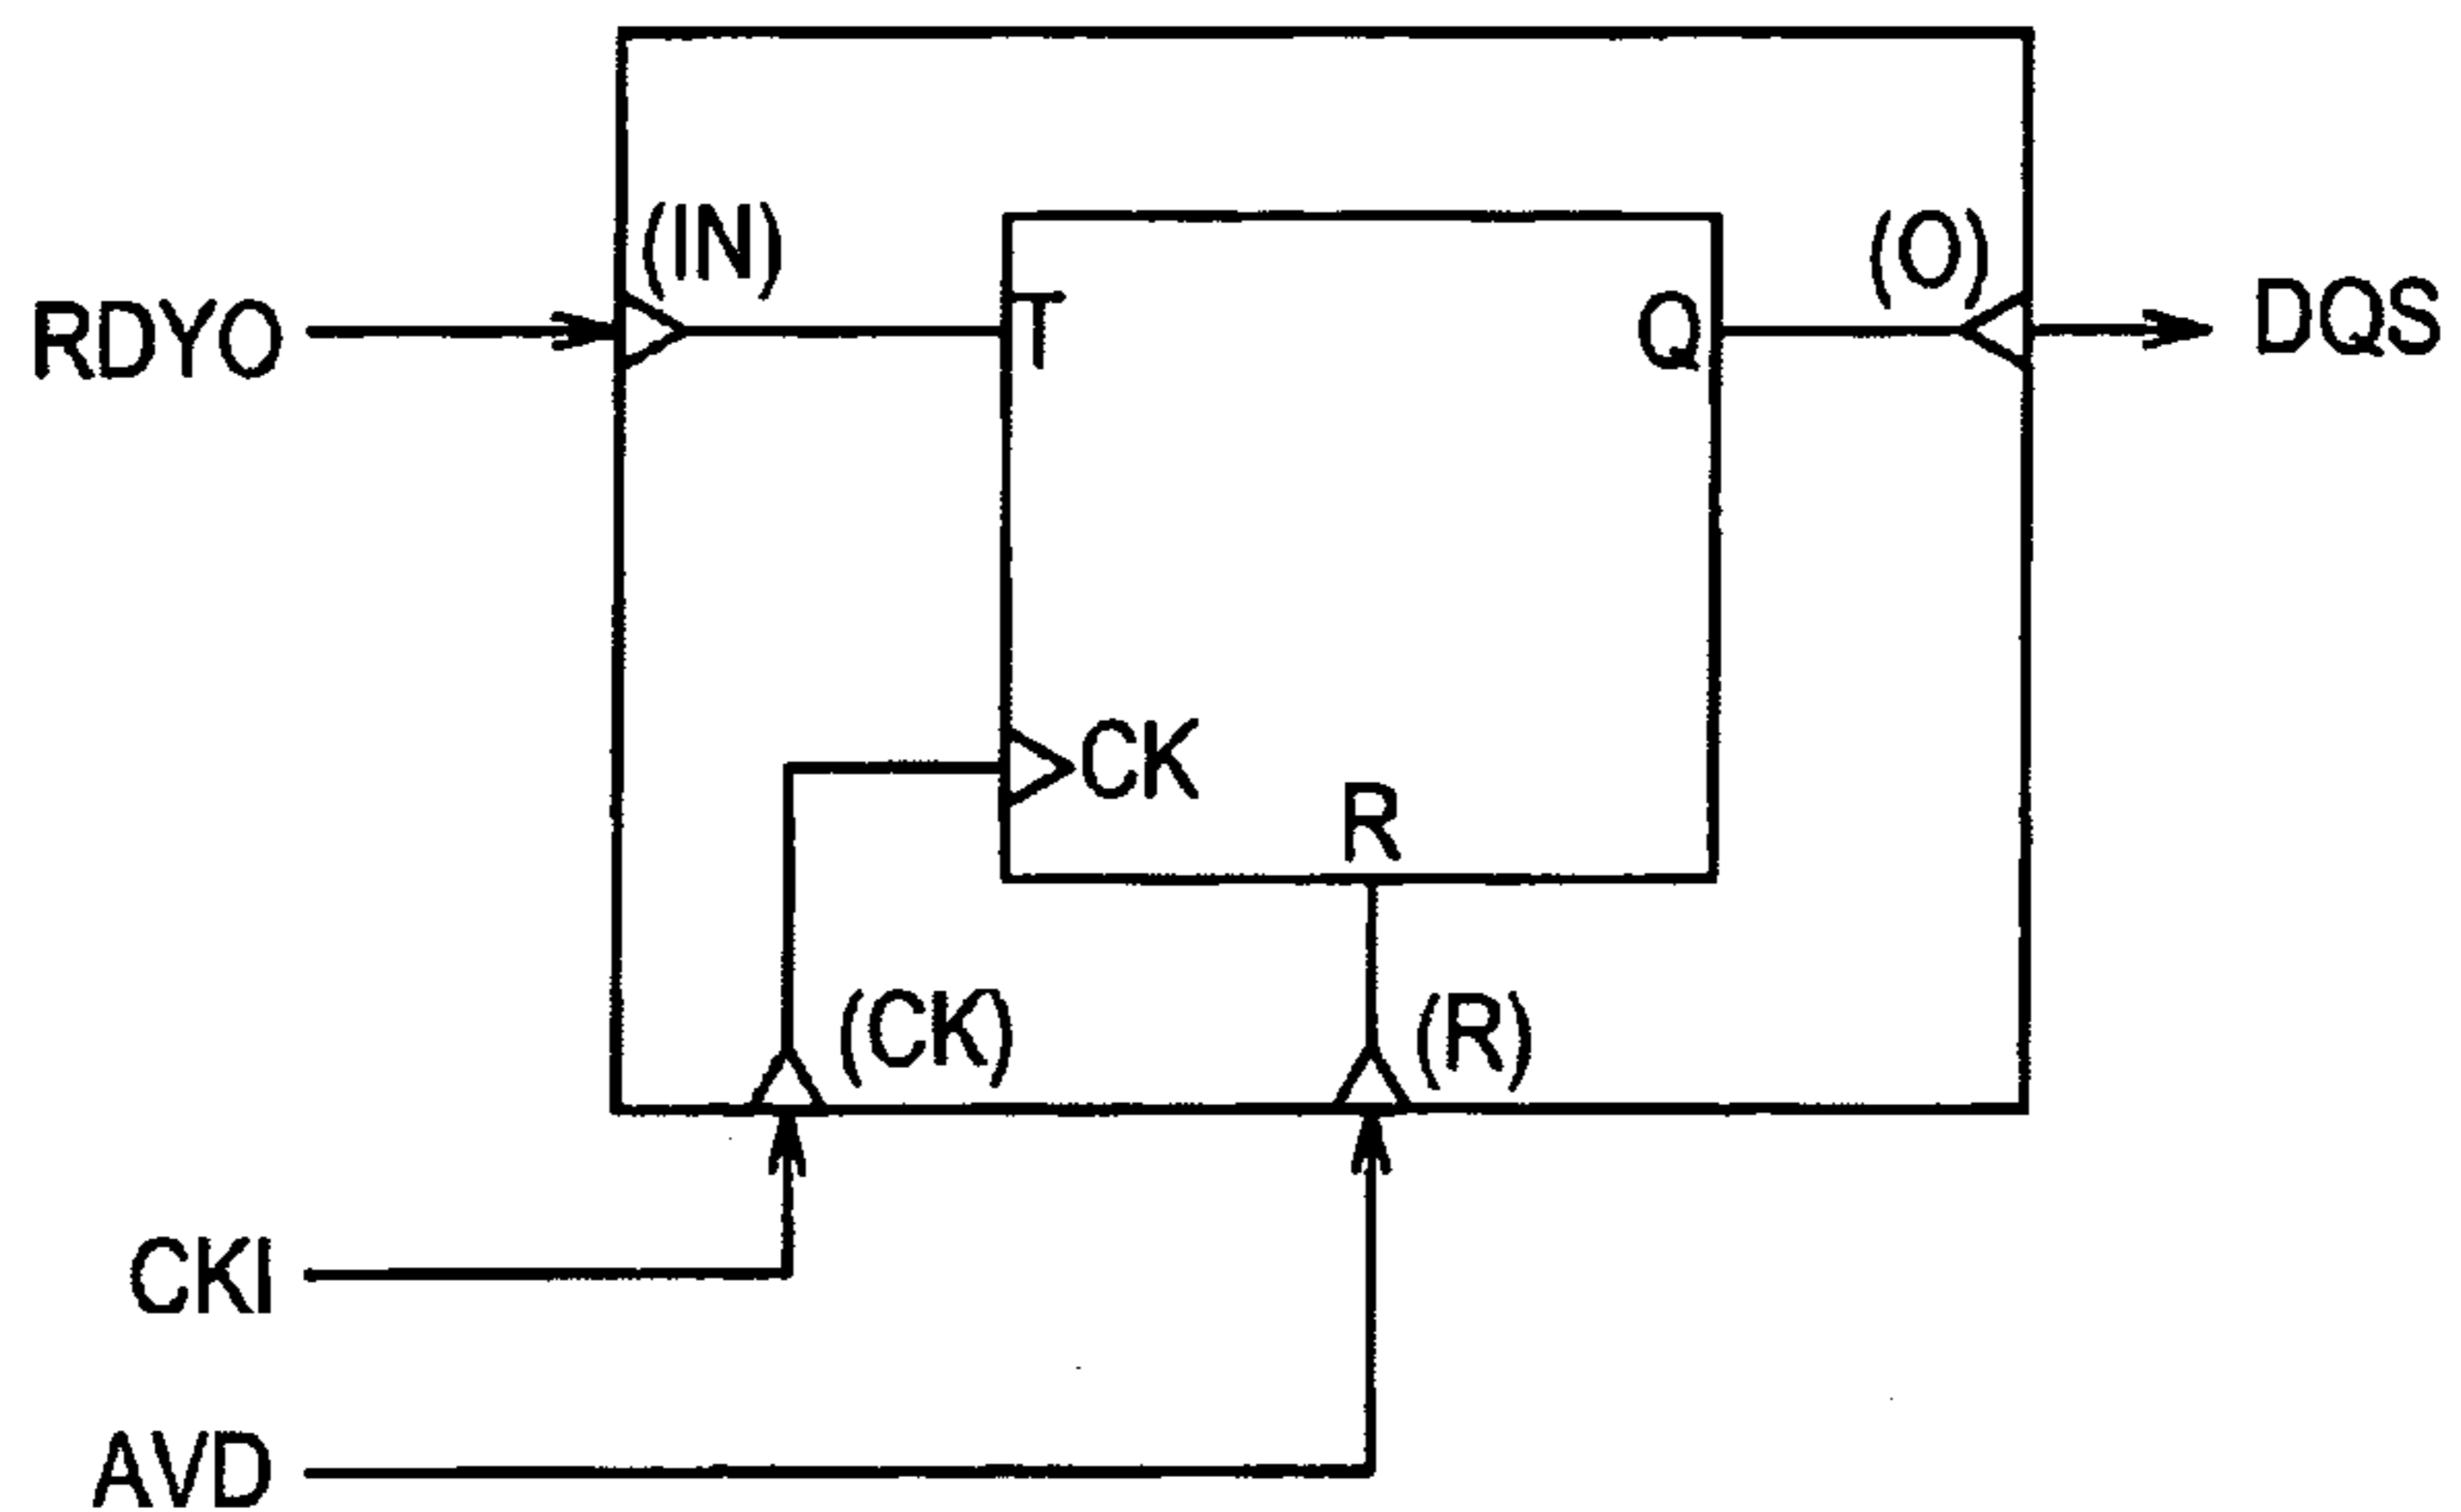 (IN)
(O)
RDYO
T
Q
DQS
CK
R
(CK)
(R)
CKI
AVD